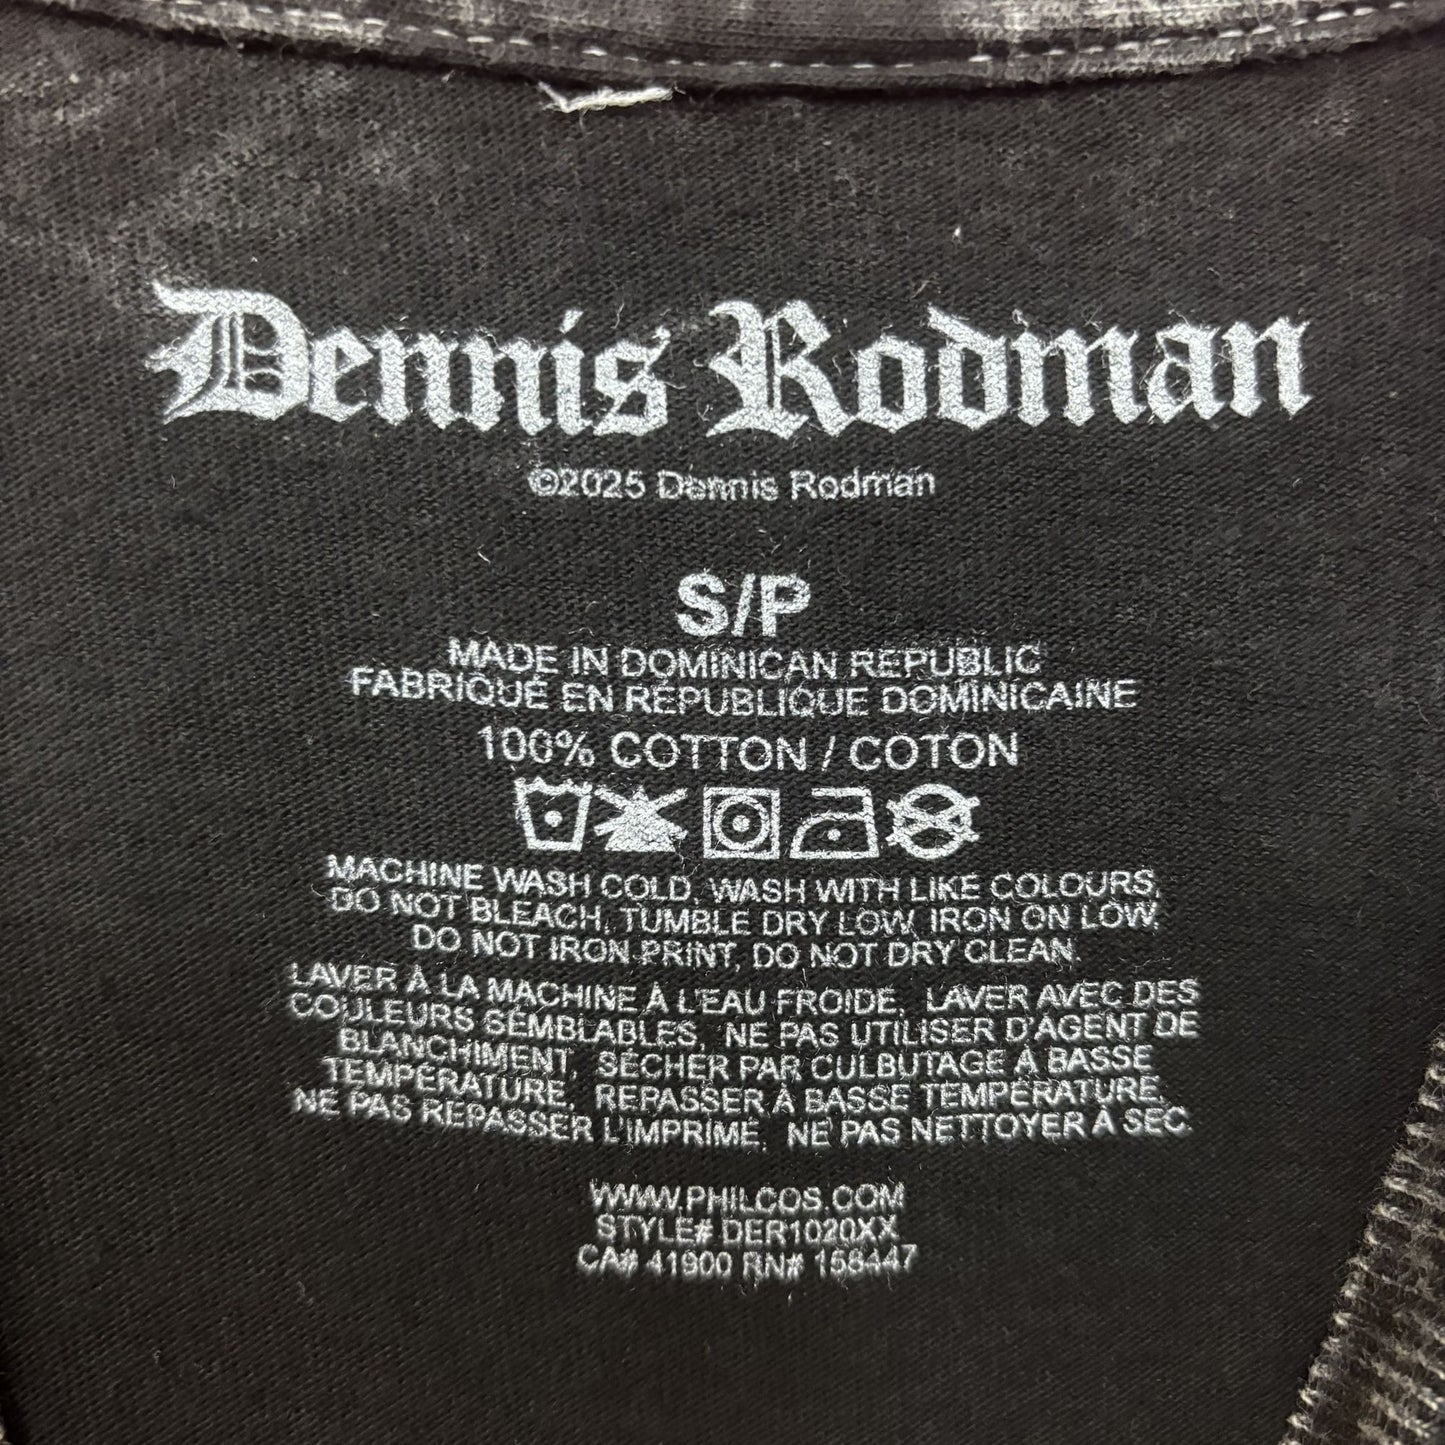 Dennis Rodman
©2025 Dennis Rodman
S/P
MADE IN DOMINICAN REPUBLIC
FABRIQUÉ EN RÉPUBLIQUE DOMINICAINE
100% COTTON / COTON
MACHINE WASH COLD, WASH WITH LIKE COLOURS,
DO NOT BLEACH, TUMBLE DRY LOW, IRON ON LOW,
DO NOT IRON PRINT, DO NOT DRY CLEAN.
LAVER À LA MACHINE À L'EAU FROIDE, LAVER AVEC DES
COULEURS SEMBLABLES, NE PAS UTILISER D'AGENT DE
BLANCHIMENT, SÉCHER PAR CULBUTAGE À BASSE
TEMPÉRATURE, REPASSER À BASSE TEMPÉRATURE,
NE PAS REPASSER L'IMPRIMÉ, NE PAS NETTOYER À SEC.
WWW.PHILCOS.COM
STYLE# DER1020XX
CA# 41900 RN# 158447